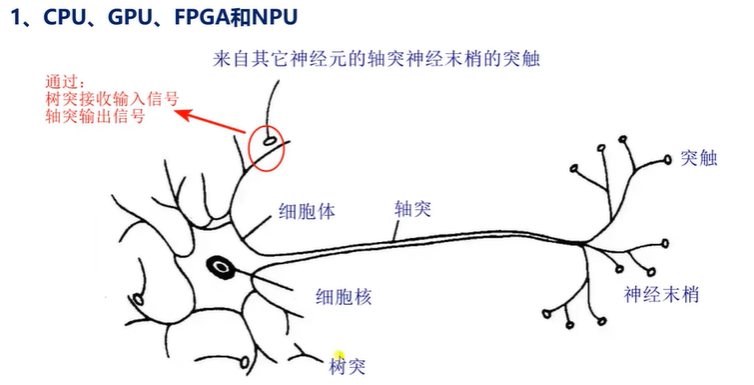 1、CPU、GPU、FPGA和NPU
来自其它神经元的轴突神经末梢的突触
通过：
树突接收输入信号
轴突输出信号
突触
细胞体
轴突
细胞核
神经末梢
树突